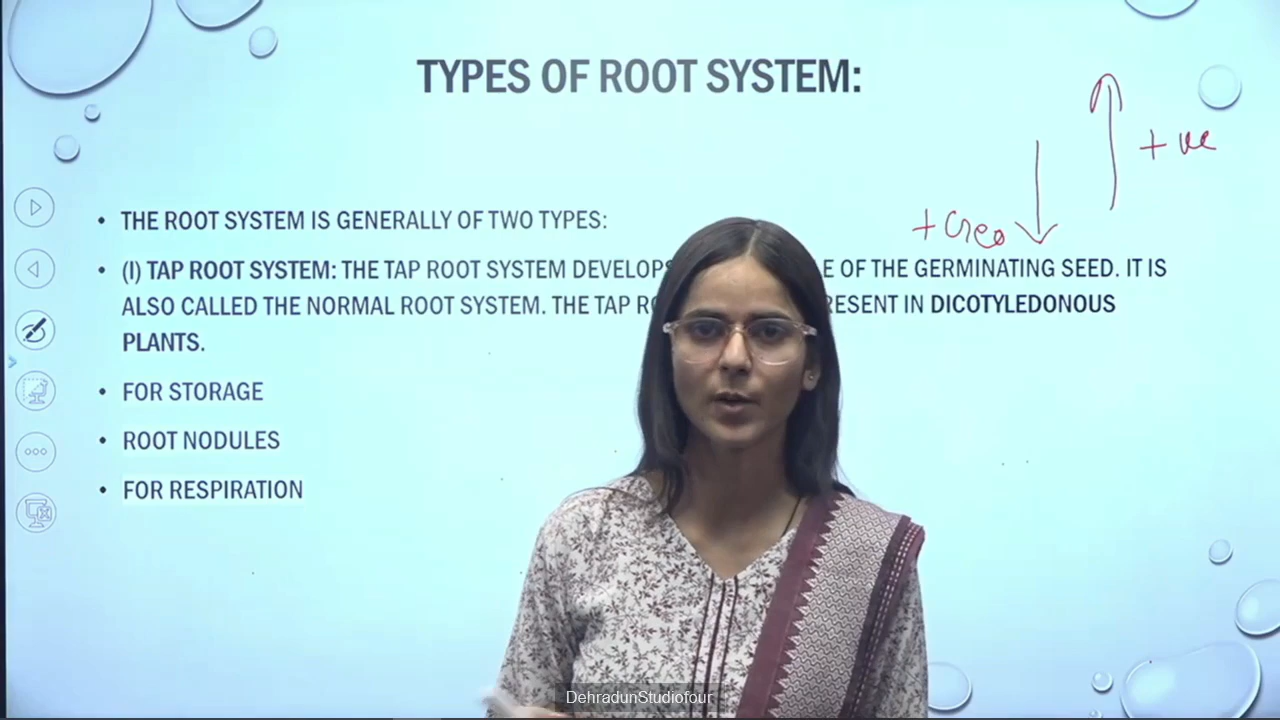 TYPES OF ROOT SYSTEM:
+ve
• THE ROOT SYSTEM IS GENERALLY OF TWO TYPES:
• (I) TAP ROOT SYSTEM: THE TAP ROOT SYSTEM DEVELOPS E OF THE GERMINATING SEED. IT IS
ALSO CALLED THE NORMAL ROOT SYSTEM. THE TAP RO RESENT IN DICOTYLEDONOUS
PLANTS.
• FOR STORAGE
• ROOT NODULES
• FOR RESPIRATION
DehradunStudiofour